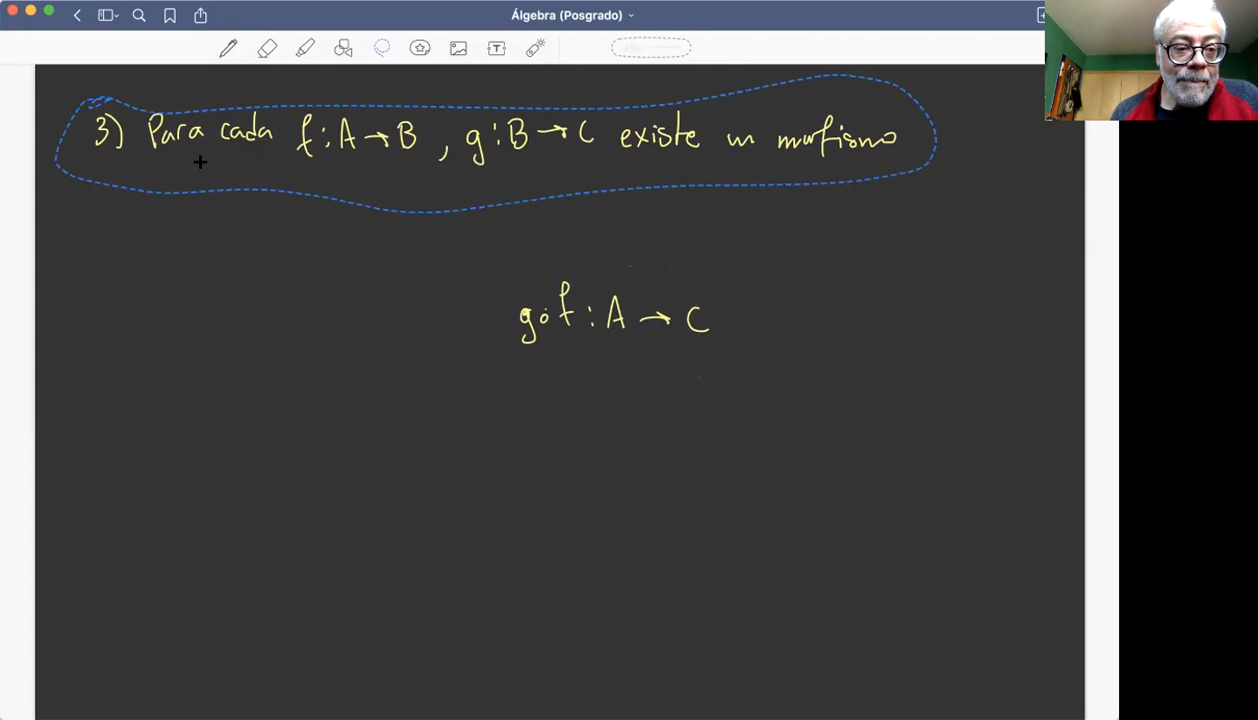 Álgebra (Posgrado)
3) Para cada f : A → B , g : B → C existe un morfismo
g∘f : A → C